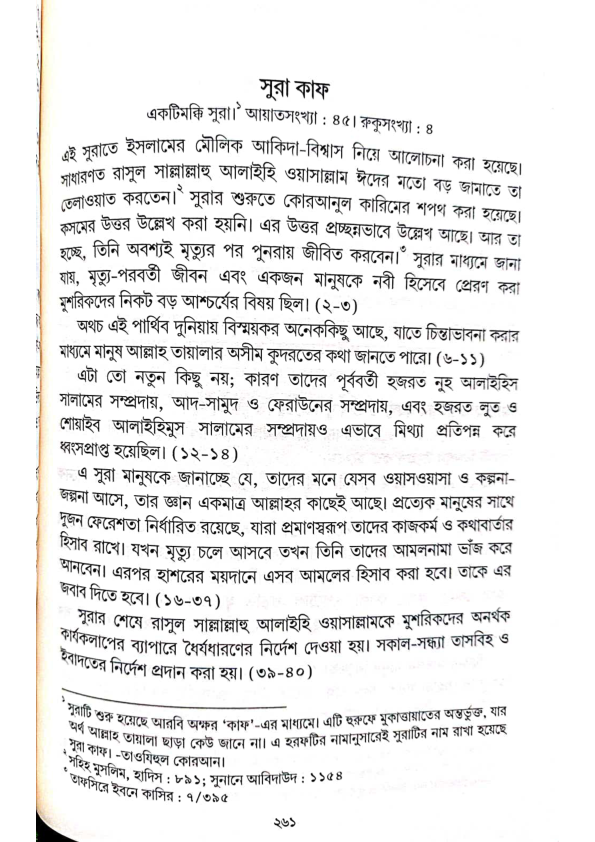 সুরা কাফ
একটিমক্কি সুরা।¹ আয়াতসংখ্যা : ৪৫। রুকুসংখ্যা : ৪
এই সুরাতে ইসলামের মৌলিক আকিদা-বিশ্বাস নিয়ে আলোচনা করা হয়েছে।
সাধারণত রাসুল সাল্লাল্লাহু আলাইহি ওয়াসাল্লাম ঈদের মতো বড় জামাতে তা
তেলাওয়াত করতেন।² সুরার শুরুতে কোরআনুল কারিমের শপথ করা হয়েছে।
কসমের উত্তর উল্লেখ করা হয়নি। এর উত্তর প্রচ্ছন্নভাবে উল্লেখ আছে। আর তা
হচ্ছে, তিনি অবশ্যই মৃত্যুর পর পুনরায় জীবিত করবেন।³ সুরার মাধ্যমে জানা
যায়, মৃত্যু-পরবর্তী জীবন এবং একজন মানুষকে নবী হিসেবে প্রেরণ করা
মুশরিকদের নিকট বড় আশ্চর্যের বিষয় ছিল। (২-৩)
অথচ এই পার্থিব দুনিয়ায় বিস্ময়কর অনেককিছু আছে, যাতে চিন্তাভাবনা করার
মাধ্যমে মানুষ আল্লাহ তায়ালার অসীম কুদরতের কথা জানতে পারে। (৬-১১)
এটা তো নতুন কিছু নয়; কারণ তাদের পূর্ববর্তী হজরত নুহ আলাইহিস
সালামের সম্প্রদায়, আদ-সামুদ ও ফেরাউনের সম্প্রদায়, এবং হজরত লুত ও
শোয়াইব আলাইহিমুস সালামের সম্প্রদায়ও এভাবে মিথ্যা প্রতিপন্ন করে
ধ্বংসপ্রাপ্ত হয়েছিল। (১২-১৪)
এ সুরা মানুষকে জানাচ্ছে যে, তাদের মনে যেসব ওয়াসওয়াসা ও কল্পনা-
জল্পনা আসে, তার জ্ঞান একমাত্র আল্লাহর কাছেই আছে। প্রত্যেক মানুষের সাথে
দুজন ফেরেশতা নির্ধারিত রয়েছে, যারা প্রমাণস্বরূপ তাদের কাজকর্ম ও কথাবার্তার
হিসাব রাখে। যখন মৃত্যু চলে আসবে তখন তিনি তাদের আমলনামা ভাঁজ করে
আনবেন। এরপর হাশরের ময়দানে এসব আমলের হিসাব করা হবে। তাকে এর
জবাব দিতে হবে। (১৬-৩৭)
সুরার শেষে রাসুল সাল্লাল্লাহু আলাইহি ওয়াসাল্লামকে মুশরিকদের অনর্থক
কার্যকলাপের ব্যাপারে ধৈর্যধারণের নির্দেশ দেওয়া হয়। সকাল-সন্ধ্যা তাসবিহ ও
ইবাদতের নির্দেশ প্রদান করা হয়। (৩৯-৪০)
¹ সুরাটি শুরু হয়েছে আরবি অক্ষর ‘কাফ’-এর মাধ্যমে। এটি হুরুফে মুকাত্তায়াতের অন্তর্ভুক্ত, যার
অর্থ আল্লাহ তায়ালা ছাড়া কেউ জানে না। এ হরফটির নামানুসারেই সুরাটির নাম রাখা হয়েছে
সুরা কাফ। -তাওযিহুল কোরআন।
² সহিহ মুসলিম, হাদিস : ৮৯১; সুনানে আবিদাউদ : ১১৫৪
³ তাফসিরে ইবনে কাসির : ৭/৩৯৫
২৬১